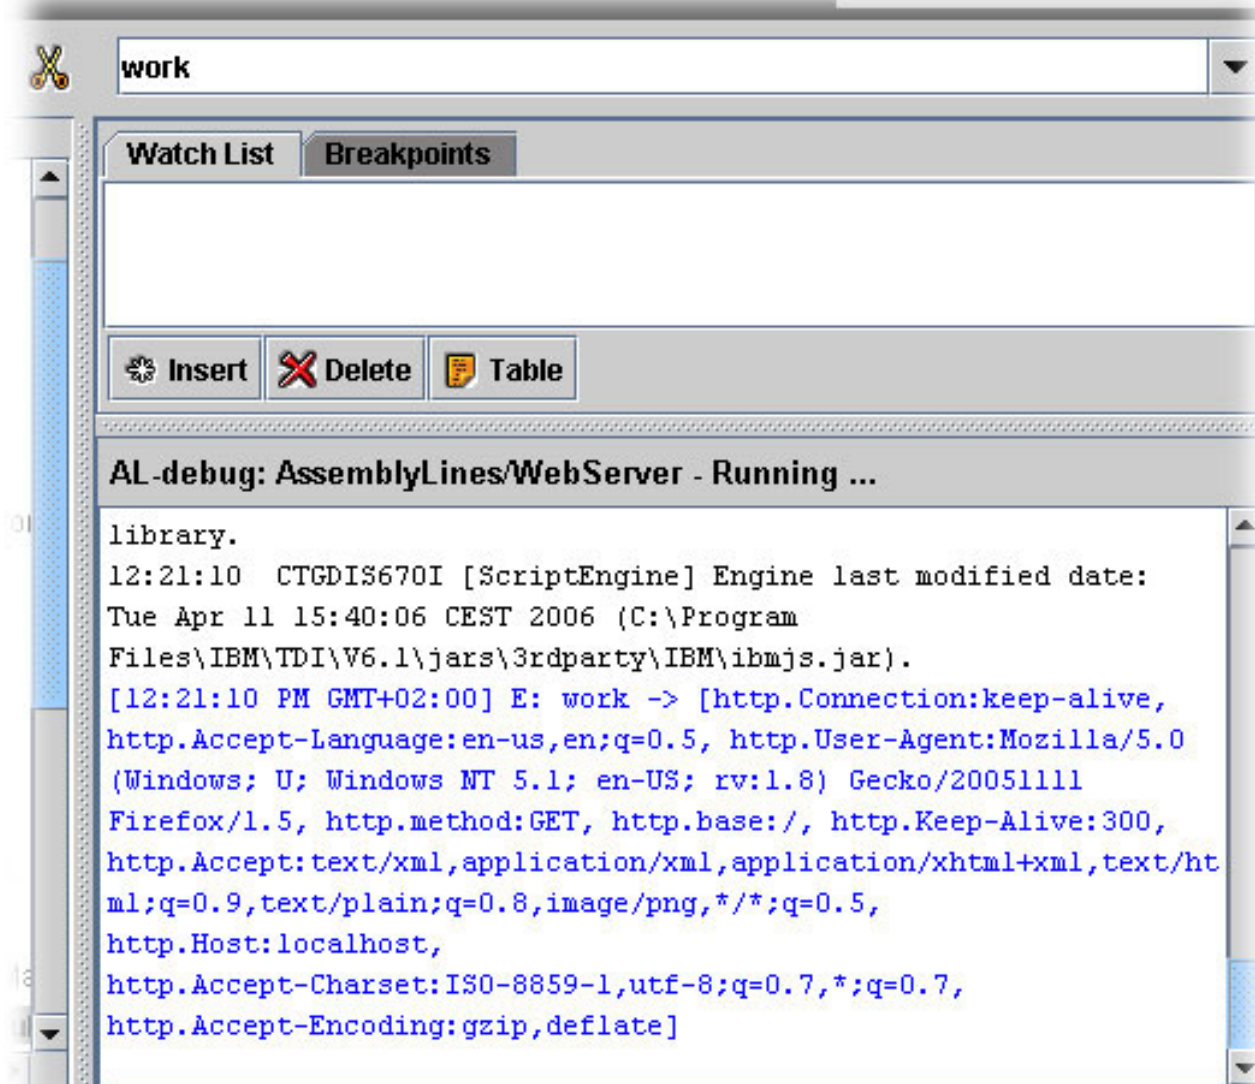 work
Watch List Breakpoints
Insert Delete Table
AL-debug: AssemblyLines/WebServer - Running ...
library.
12:21:10 CTGDIS670I [ScriptEngine] Engine last modified date:
Tue Apr 11 15:40:06 CEST 2006 (C:\Program
Files\IBM\TDI\V6.1\jars\3rdparty\IBM\ibmjs.jar).
[12:21:10 PM GMT+02:00] E: work -> [http.Connection:keep-alive,
http.Accept-Language:en-us,en;q=0.5, http.User-Agent:Mozilla/5.0
(Windows; U; Windows NT 5.1; en-US; rv:1.8) Gecko/20051111
Firefox/1.5, http.method:GET, http.base:/, http.Keep-Alive:300,
http.Accept:text/xml,application/xml,application/xhtml+xml,text/ht
ml;q=0.9,text/plain;q=0.8,image/png,*/*;q=0.5,
http.Host:localhost,
http.Accept-Charset:ISO-8859-1,utf-8;q=0.7,*;q=0.7,
http.Accept-Encoding:gzip,deflate]